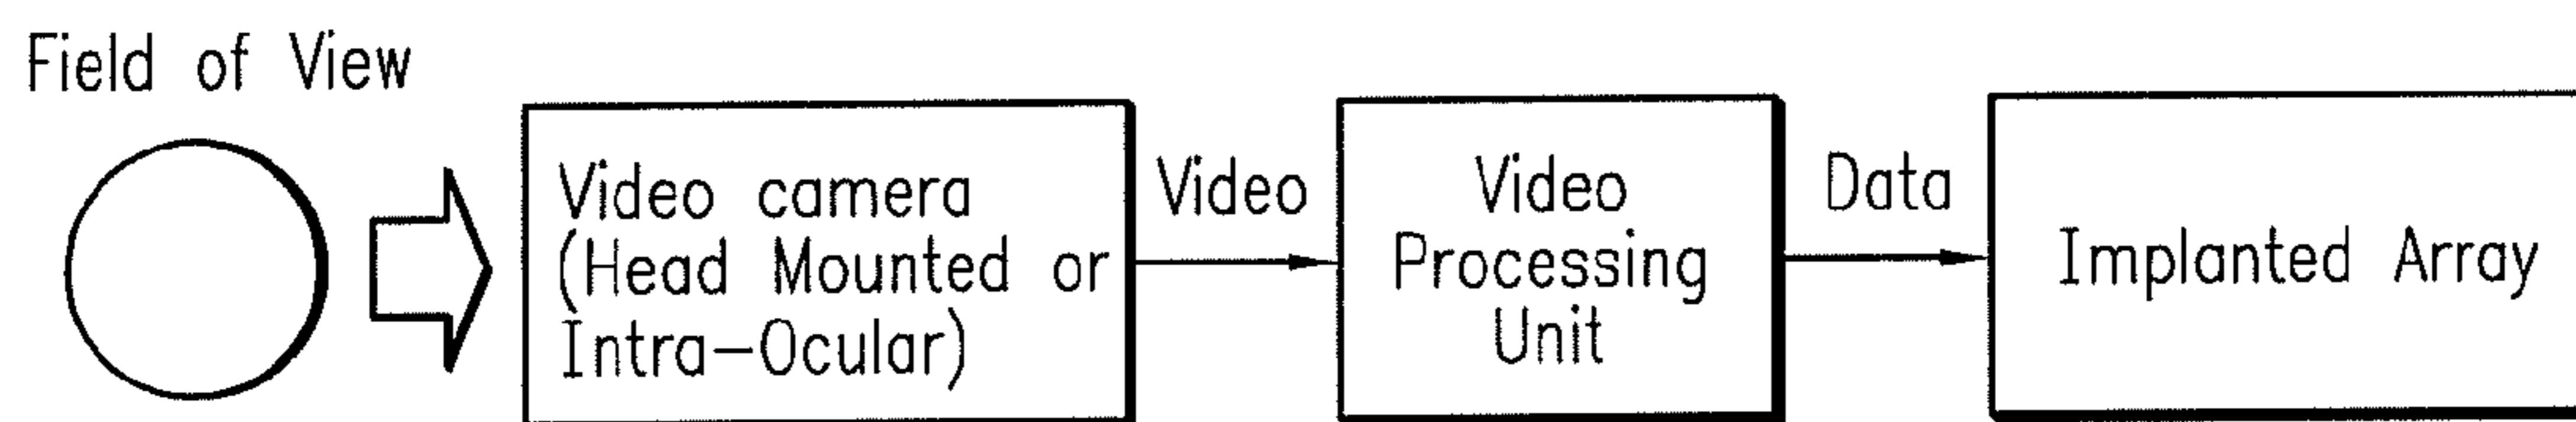 Field of View
Video camera
(Head Mounted or
Intra-Ocular)
Video
Video
Processing
Unit
Data
Implanted Array